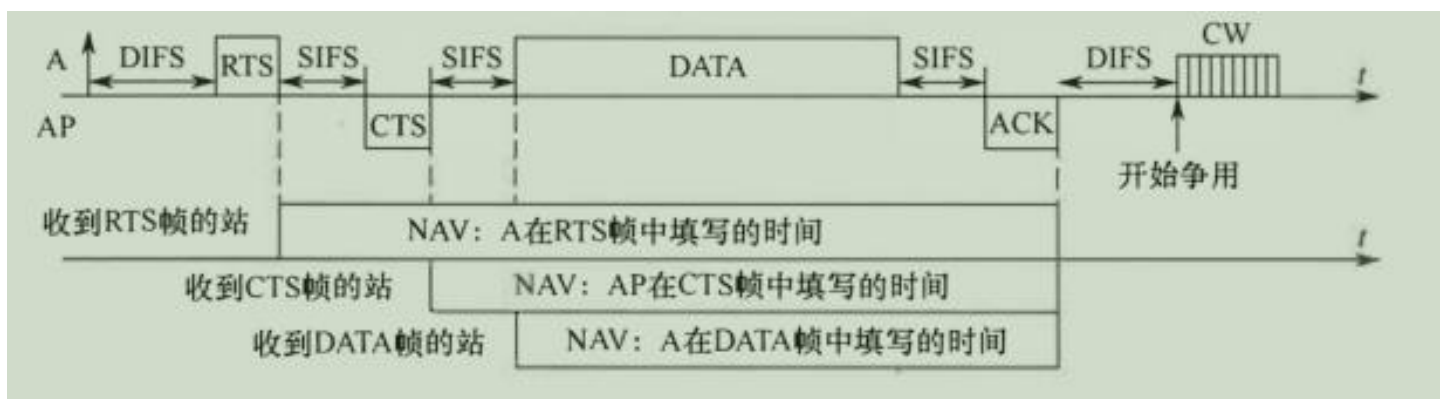 A DIFS RTS SIFS SIFS DATA SIFS DIFS CW t
AP CTS ACK
开始争用
收到RTS帧的站 NAV：A在RTS帧中填写的时间 t
收到CTS帧的站 NAV：AP在CTS帧中填写的时间
收到DATA帧的站 NAV：A在DATA帧中填写的时间